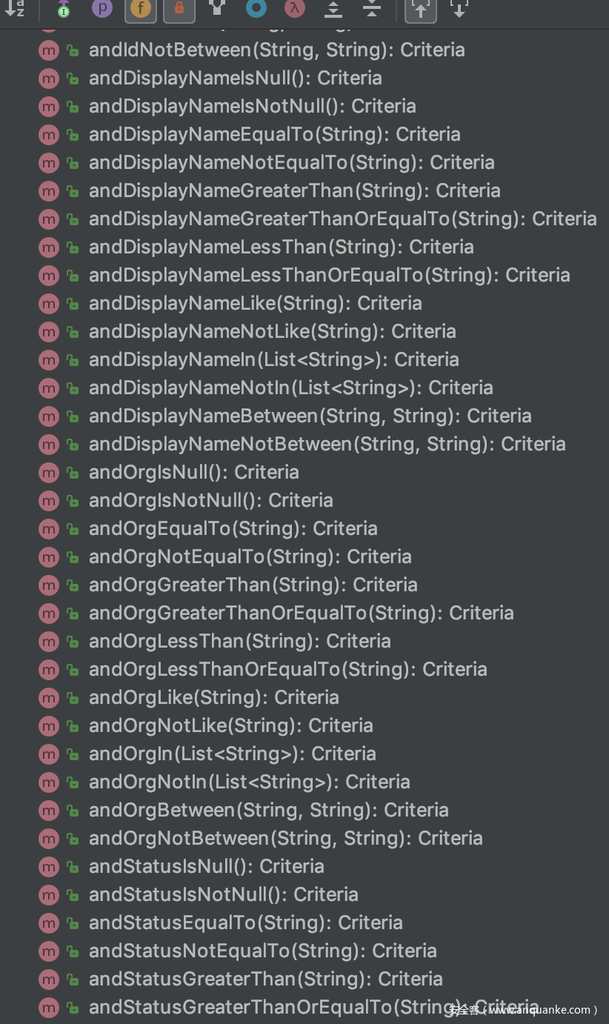 andIdNotBetween(String, String): Criteria
andDisplayNameIsNull(): Criteria
andDisplayNameIsNotNull(): Criteria
andDisplayNameEqualTo(String): Criteria
andDisplayNameNotEqualTo(String): Criteria
andDisplayNameGreaterThan(String): Criteria
andDisplayNameGreaterThanOrEqualTo(String): Criteria
andDisplayNameLessThan(String): Criteria
andDisplayNameLessThanOrEqualTo(String): Criteria
andDisplayNameLike(String): Criteria
andDisplayNameNotLike(String): Criteria
andDisplayNameIn(List<String>): Criteria
andDisplayNameNotIn(List<String>): Criteria
andDisplayNameBetween(String, String): Criteria
andDisplayNameNotBetween(String, String): Criteria
andOrgIsNull(): Criteria
andOrgIsNotNull(): Criteria
andOrgEqualTo(String): Criteria
andOrgNotEqualTo(String): Criteria
andOrgGreaterThan(String): Criteria
andOrgGreaterThanOrEqualTo(String): Criteria
andOrgLessThan(String): Criteria
andOrgLessThanOrEqualTo(String): Criteria
andOrgLike(String): Criteria
andOrgNotLike(String): Criteria
andOrgIn(List<String>): Criteria
andOrgNotIn(List<String>): Criteria
andOrgBetween(String, String): Criteria
andOrgNotBetween(String, String): Criteria
andStatusIsNull(): Criteria
andStatusIsNotNull(): Criteria
andStatusEqualTo(String): Criteria
andStatusNotEqualTo(String): Criteria
andStatusGreaterThan(String): Criteria
andStatusGreaterThanOrEqualTo(String): Criteria
安全客（www.anquanke.com）